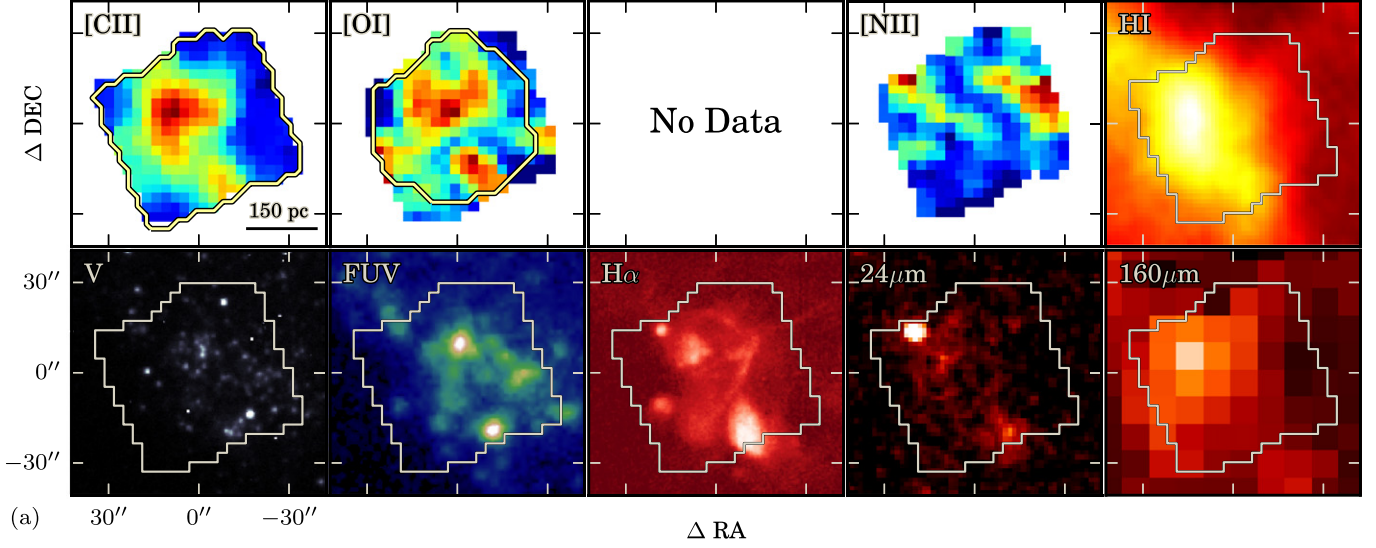 [CII]
[OI]
No Data
[NII]
HI
150 pc
Δ DEC
V
FUV
Hα
24μm
160μm
30′′
0′′
−30′′
(a)
30′′
0′′
−30′′
Δ RA